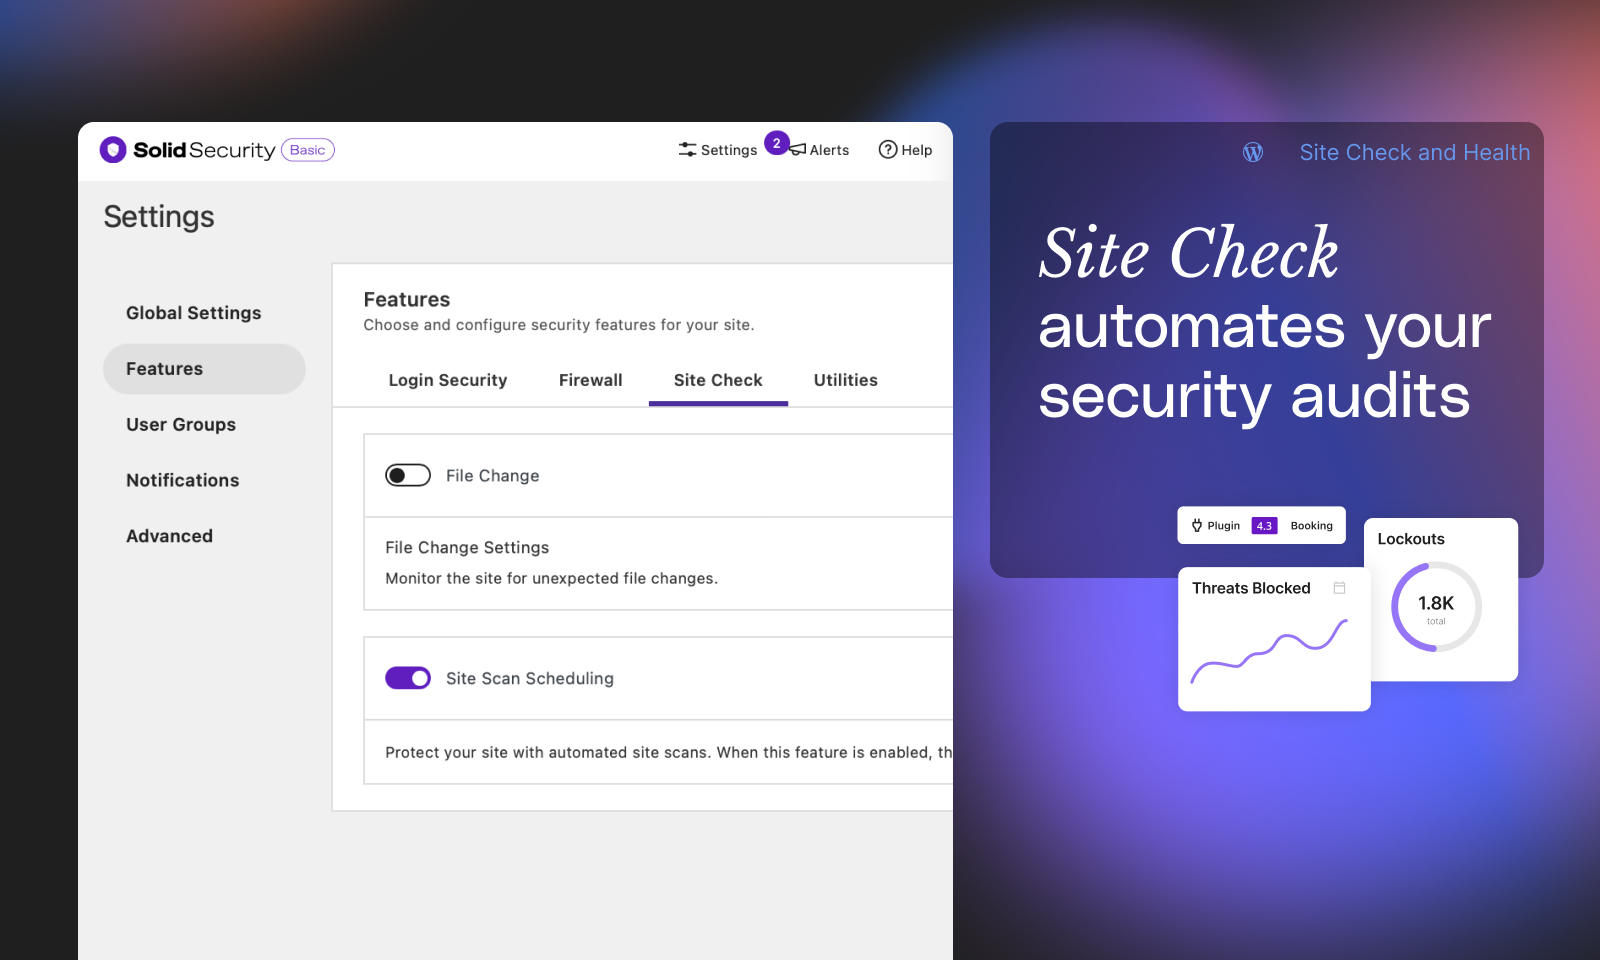 SolidSecurity Basic
Settings 2 Alerts Help
Settings
Global Settings
Features
User Groups
Notifications
Advanced
Features
Choose and configure security features for your site.
Login Security Firewall Site Check Utilities
File Change
File Change Settings
Monitor the site for unexpected file changes.
Site Scan Scheduling
Protect your site with automated site scans. When this feature is enabled, th
Site Check and Health
Site Check
automates your
security audits
Plugin 4.3 Booking
Lockouts
1.8K
total
Threats Blocked